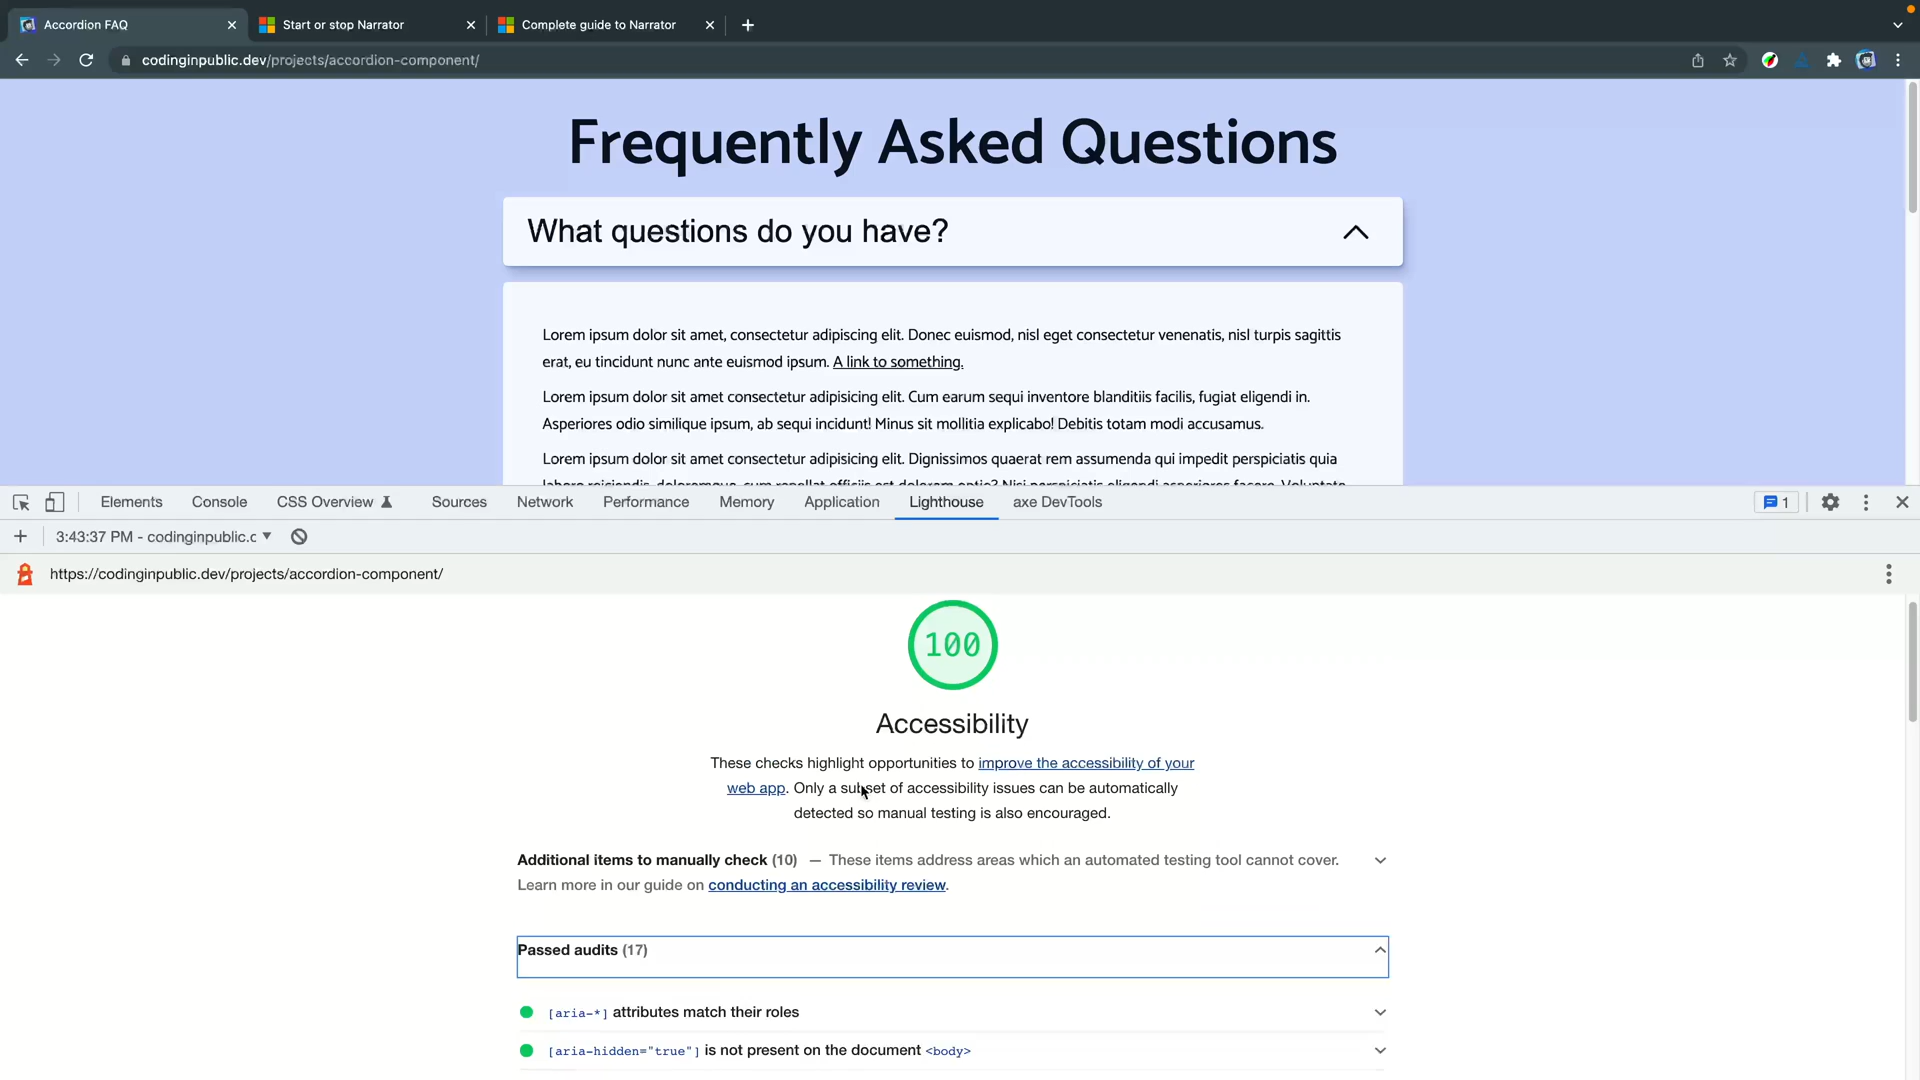 Accordion FAQ
Start or stop Narrator
Complete guide to Narrator
codinginpublic.dev/projects/accordion-component/
Frequently Asked Questions
What questions do you have?
Lorem ipsum dolor sit amet, consectetur adipiscing elit. Donec euismod, nisl eget consectetur venenatis, nisl turpis sagittis
erat, eu tincidunt nunc ante euismod ipsum. A link to something.
Lorem ipsum dolor sit amet consectetur adipisicing elit. Cum earum sequi inventore blanditiis facilis, fugiat eligendi in.
Asperiores odio similique ipsum, ab sequi incidunt! Minus sit mollitia explicabo! Debitis totam modi accusamus.
Lorem ipsum dolor sit amet consectetur adipisicing elit. Dignissimos quaerat rem assumenda qui impedit perspiciatis quia
Elements Console CSS Overview Sources Network Performance Memory Application Lighthouse axe DevTools 1
3:43:37 PM - codinginpublic.c
https://codinginpublic.dev/projects/accordion-component/
100
Accessibility
These checks highlight opportunities to improve the accessibility of your
web app. Only a subset of accessibility issues can be automatically
detected so manual testing is also encouraged.
Additional items to manually check (10) — These items address areas which an automated testing tool cannot cover.
Learn more in our guide on conducting an accessibility review.
Passed audits (17)
[aria-*] attributes match their roles
[aria-hidden="true"] is not present on the document <body>